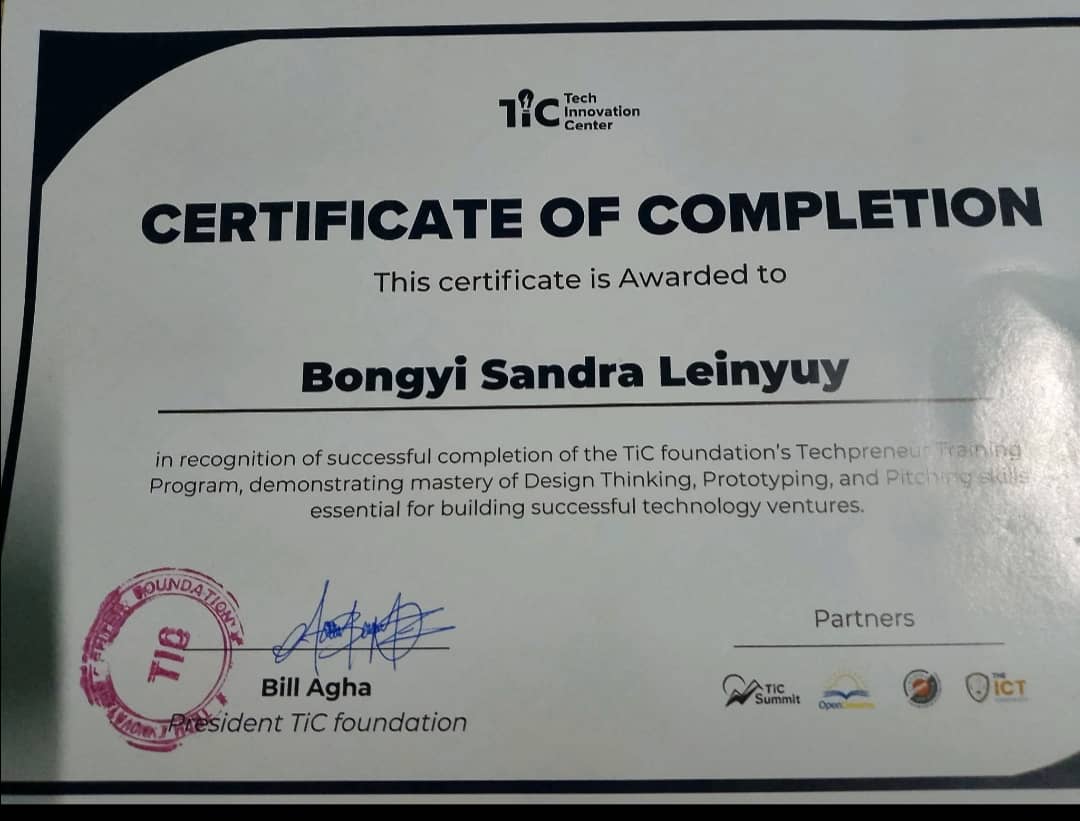 TiC Tech
Innovation
Center
CERTIFICATE OF COMPLETION
This certificate is Awarded to
Bongyi Sandra Leinyuy
in recognition of successful completion of the TiC foundation's Techpreneur Training
Program, demonstrating mastery of Design Thinking, Prototyping, and Pitching skills
essential for building successful technology ventures.
FOUNDATION
TIC
Bill Agha
President TiC foundation
Partners
TiC
Summit
Open
THE
ICT